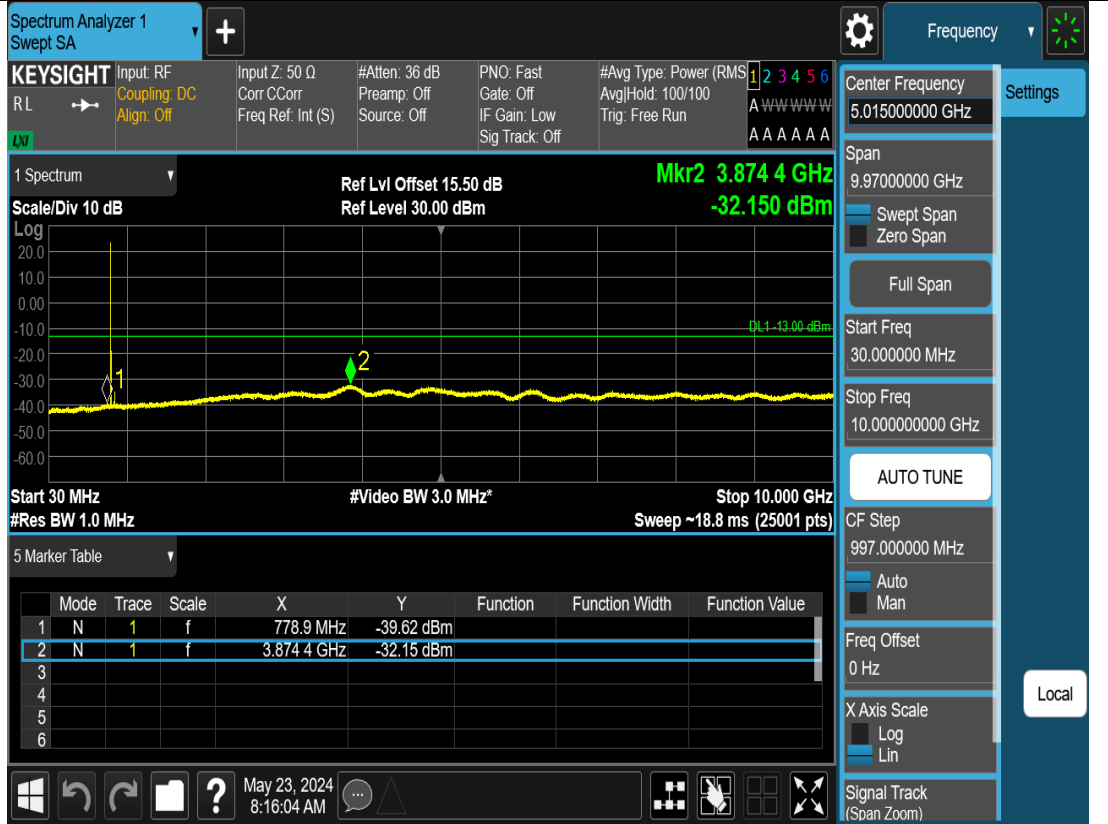 Spectrum Analyzer 1
Swept SA
+
Frequency
KEYSIGHT
RL
LXI
Input: RF
Coupling: DC
Align: Off
Input Z: 50 Ω
Corr CCorr
Freq Ref: Int (S)
#Atten: 36 dB
Preamp: Off
Source: Off
PNO: Fast
Gate: Off
IF Gain: Low
Sig Track: Off
#Avg Type: Power (RMS
Avg|Hold: 100/100
Trig: Free Run
1 2 3 4 5 6
A W W W W W
A A A A A A
1 Spectrum
Scale/Div 10 dB
Ref Lvl Offset 15.50 dB
Ref Level 30.00 dBm
Mkr2 3.874 4 GHz
-32.150 dBm
Log
20.0
10.0
0.00
-10.0
-20.0
-30.0
-40.0
-50.0
-60.0
DL1 -13.00 dBm
1
2
Start 30 MHz
#Video BW 3.0 MHz*
Stop 10.000 GHz
#Res BW 1.0 MHz
Sweep ~18.8 ms (25001 pts)
5 Marker Table
Mode Trace Scale X Y Function Function Width Function Value
1 N 1 f 778.9 MHz -39.62 dBm
2 N 1 f 3.874 4 GHz -32.15 dBm
3
4
5
6
?
May 23, 2024
8:16:04 AM
Center Frequency
5.015000000 GHz
Settings
Span
9.97000000 GHz
Swept Span
Zero Span
Full Span
Start Freq
30.000000 MHz
Stop Freq
10.000000000 GHz
AUTO TUNE
CF Step
997.000000 MHz
Auto
Man
Freq Offset
0 Hz
X Axis Scale
Log
Lin
Signal Track
(Span Zoom)
Local